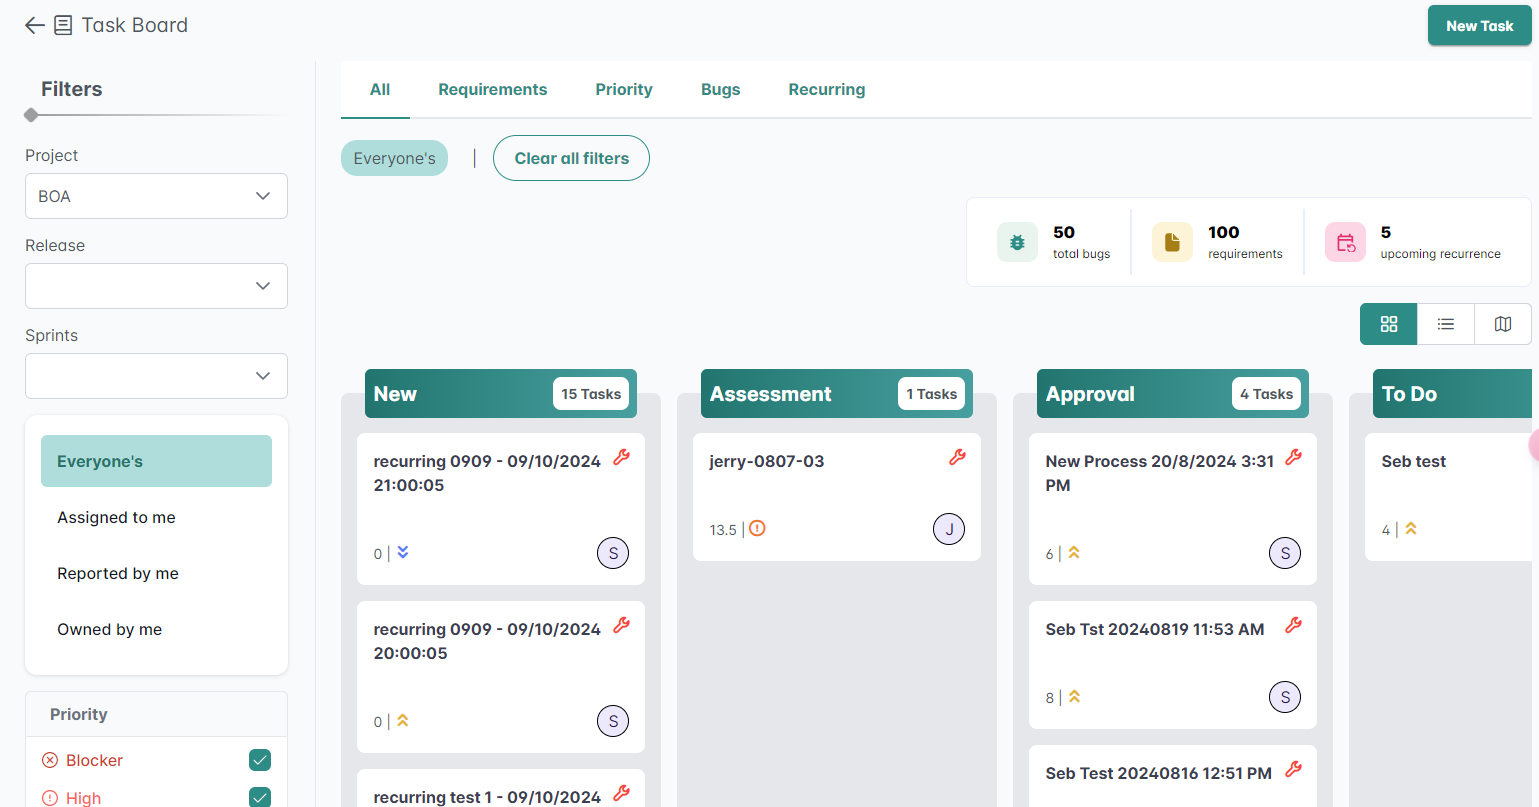 Task Board
New Task
Filters
Project
BOA
Release
Sprints
Everyone's
Assigned to me
Reported by me
Owned by me
Priority
Blocker
High
All Requirements Priority Bugs Recurring
Everyone's | Clear all filters
50
total bugs
100
requirements
5
upcoming recurrence
New 15 Tasks
recurring 0909 - 09/10/2024
21:00:05
0 | S
recurring 0909 - 09/10/2024
20:00:05
0 | S
recurring test 1 - 09/10/2024
Assessment 1 Tasks
jerry-0807-03
13.5 | J
Approval 4 Tasks
New Process 20/8/2024 3:31
PM
6 | S
Seb Tst 20240819 11:53 AM
8 | S
Seb Test 20240816 12:51 PM
To Do
Seb test
4 |